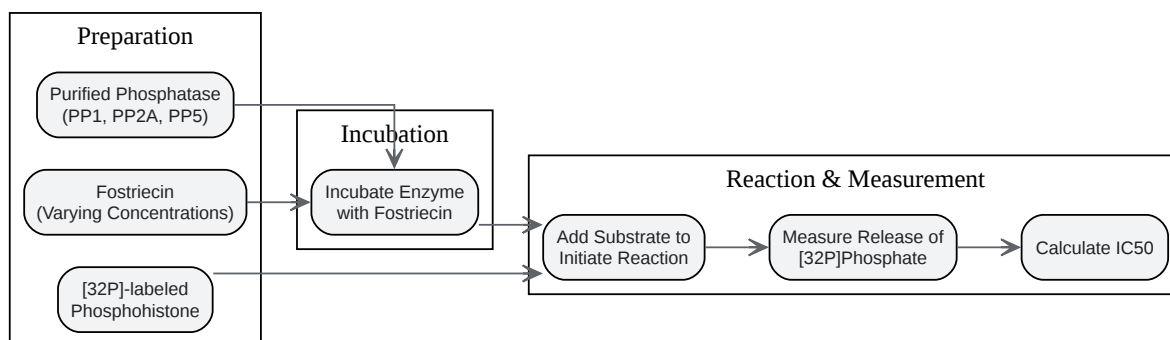 Preparation
Purified Phosphatase
(PP1, PP2A, PP5)
Fostriecin
(Varying Concentrations)
[32P]-labeled
Phosphohistone
Incubation
Incubate Enzyme
with Fostriecin
Reaction & Measurement
Add Substrate to
Initiate Reaction
Measure Release of
[32P]Phosphate
Calculate IC50